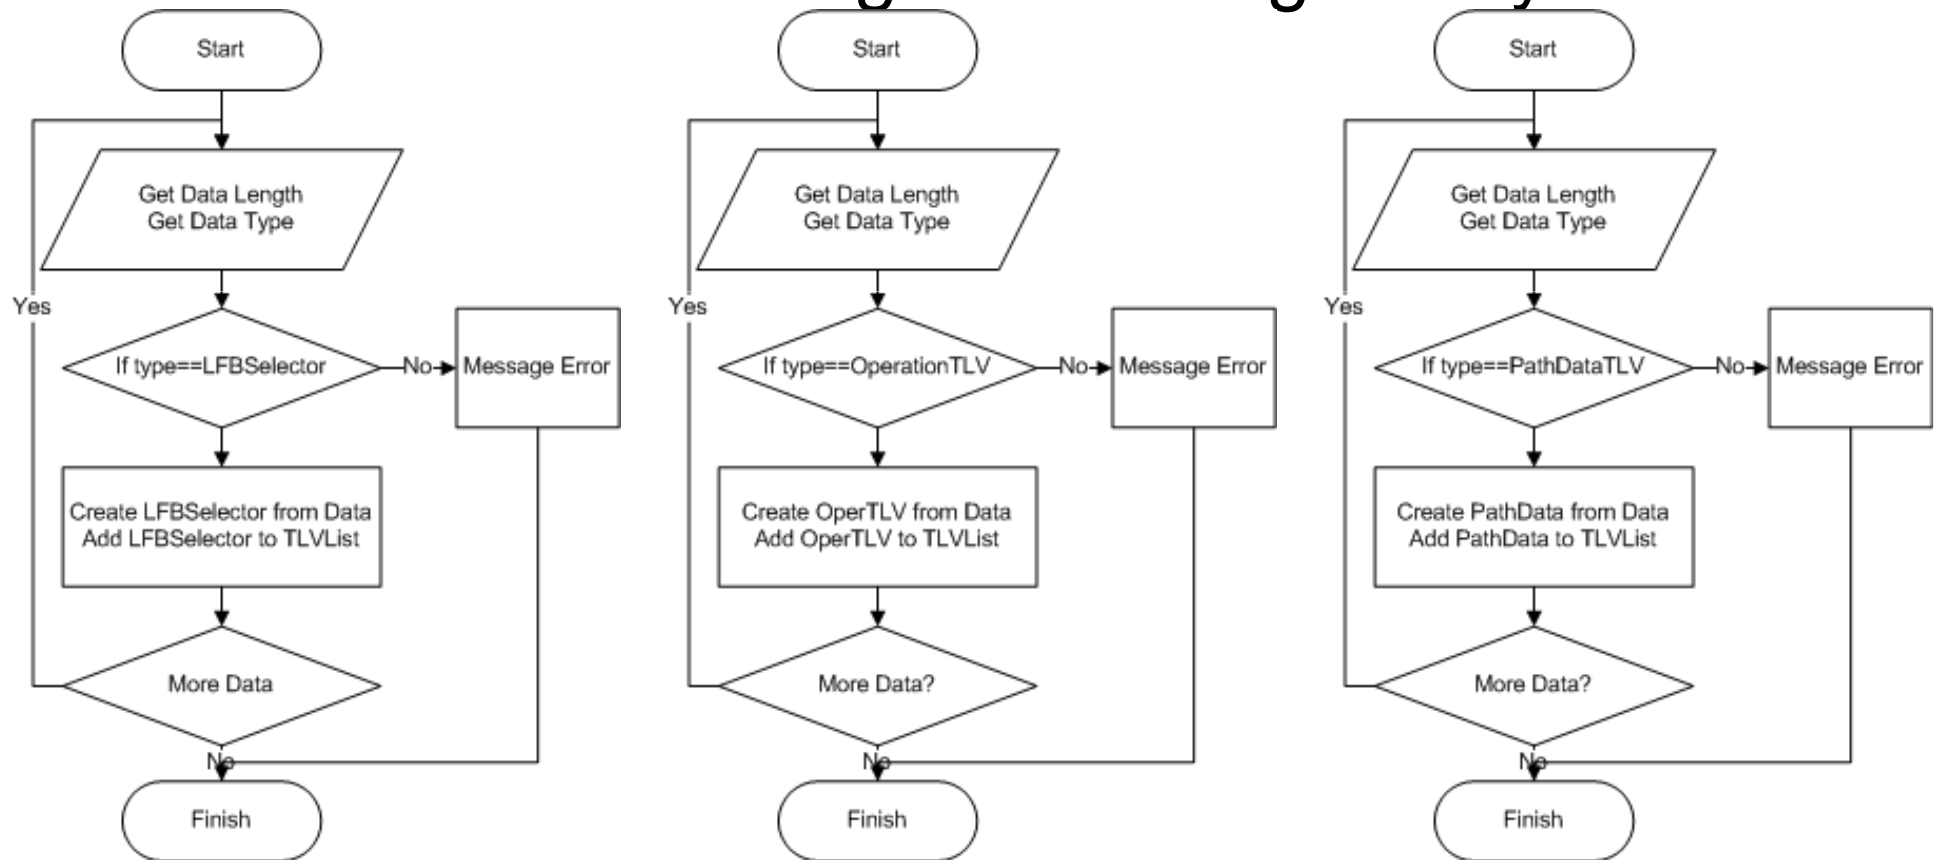 Start
Get Data Length
Get Data Type
Yes
If type==LFBSelector
No
Message Error
Create LFBSelector from Data
Add LFBSelector to TLVList
More Data
No
Finish
Start
Get Data Length
Get Data Type
Yes
If type==OperationTLV
No
Message Error
Create OperTLV from Data
Add OperTLV to TLVList
More Data?
No
Finish
Start
Get Data Length
Get Data Type
Yes
If type==PathDataTLV
No
Message Error
Create PathData from Data
Add PathData to TLVList
More Data?
No
Finish